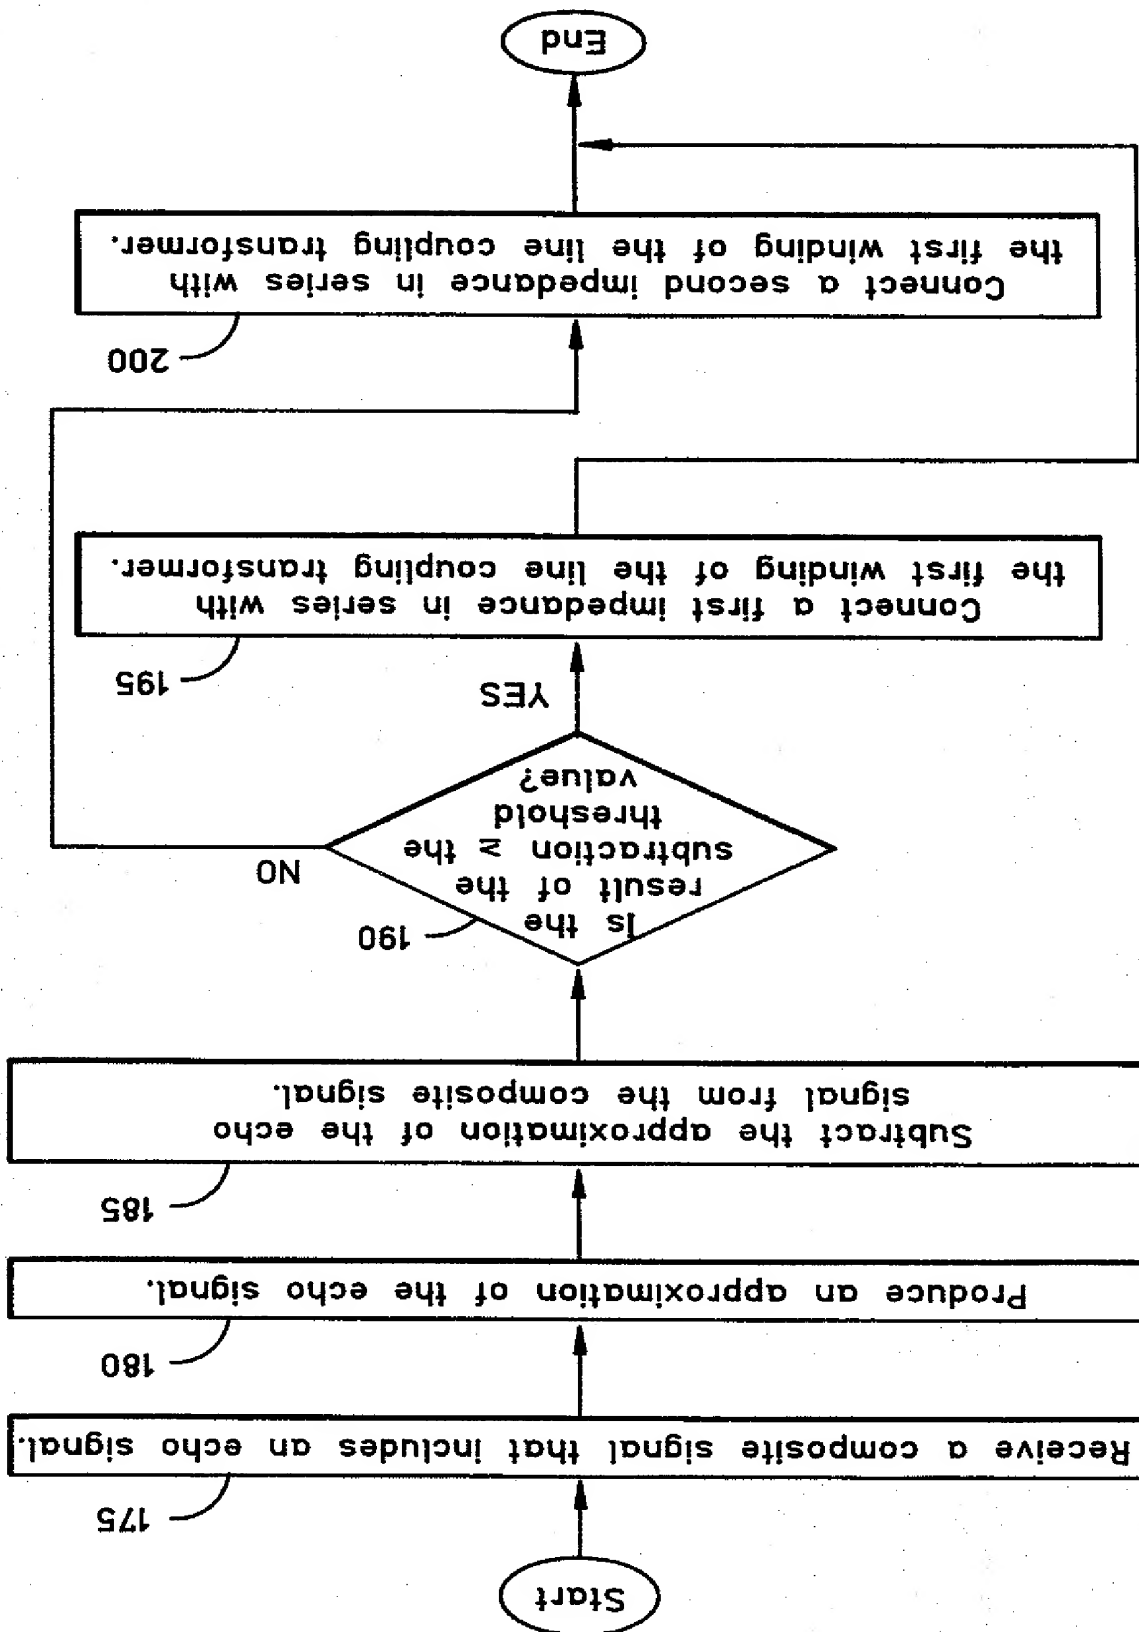 Start
175
Receive a composite signal that includes an echo signal.
180
Produce an approximation of the echo signal.
185
Subtract the approximation of the echo
signal from the composite signal.
190
Is the
result of the
subtraction ≥ the
threshold
value?
NO
YES
195
Connect a first impedance in series with
the first winding of the line coupling transformer.
200
Connect a second impedance in series with
the first winding of the line coupling transformer.
End